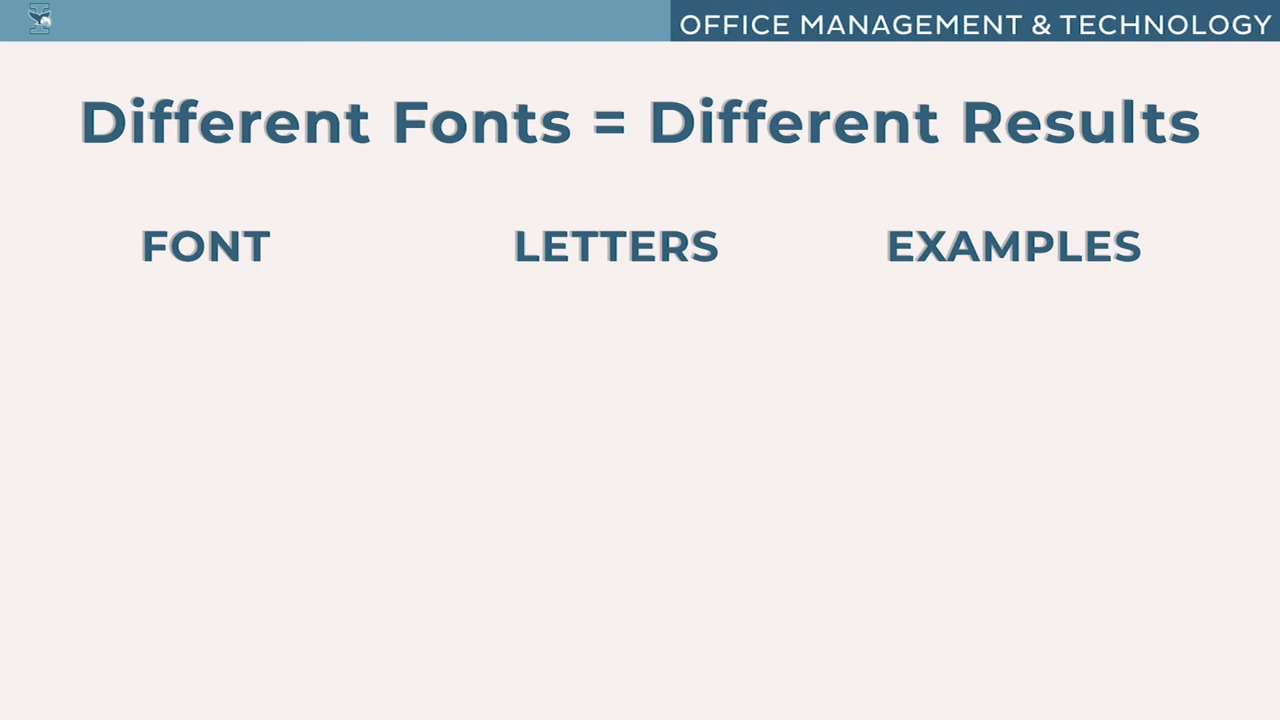 OFFICE MANAGEMENT & TECHNOLOGY
Different Fonts = Different Results
FONT LETTERS EXAMPLES